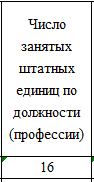 Число
занятых
штатных
единиц по
должности
(профессии)
16